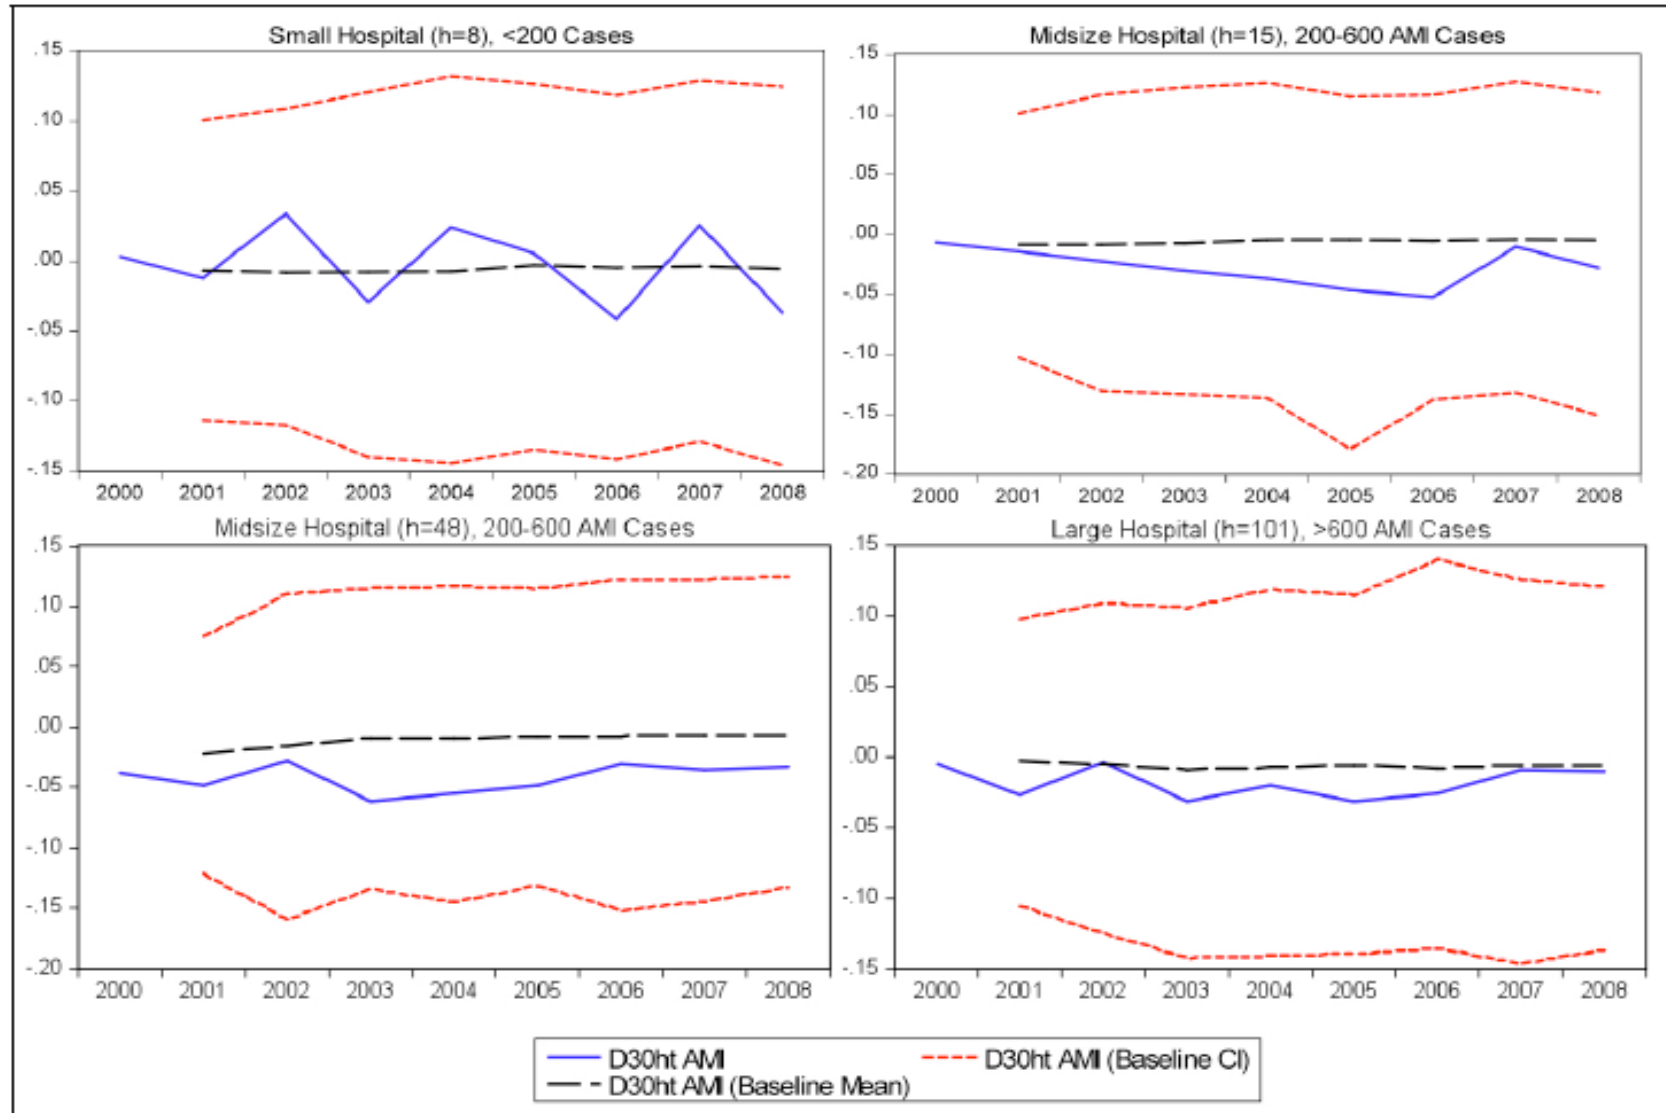 Small Hospital (h=8), <200 Cases
.15
.10
.05
.00
-.05
-.10
-.15
2000 2001 2002 2003 2004 2005 2006 2007 2008
Midsize Hospital (h=15), 200-600 AMI Cases
.15
.10
.05
.00
-.05
-.10
-.15
-.20
2000 2001 2002 2003 2004 2005 2006 2007 2008
Midsize Hospital (h=48), 200-600 AMI Cases
.15
.10
.05
.00
-.05
-.10
-.15
-.20
2000 2001 2002 2003 2004 2005 2006 2007 2008
Large Hospital (h=101), >600 AMI Cases
.15
.10
.05
.00
-.05
-.10
-.15
2000 2001 2002 2003 2004 2005 2006 2007 2008
D30ht AMI
D30ht AMI (Baseline CI)
D30ht AMI (Baseline Mean)